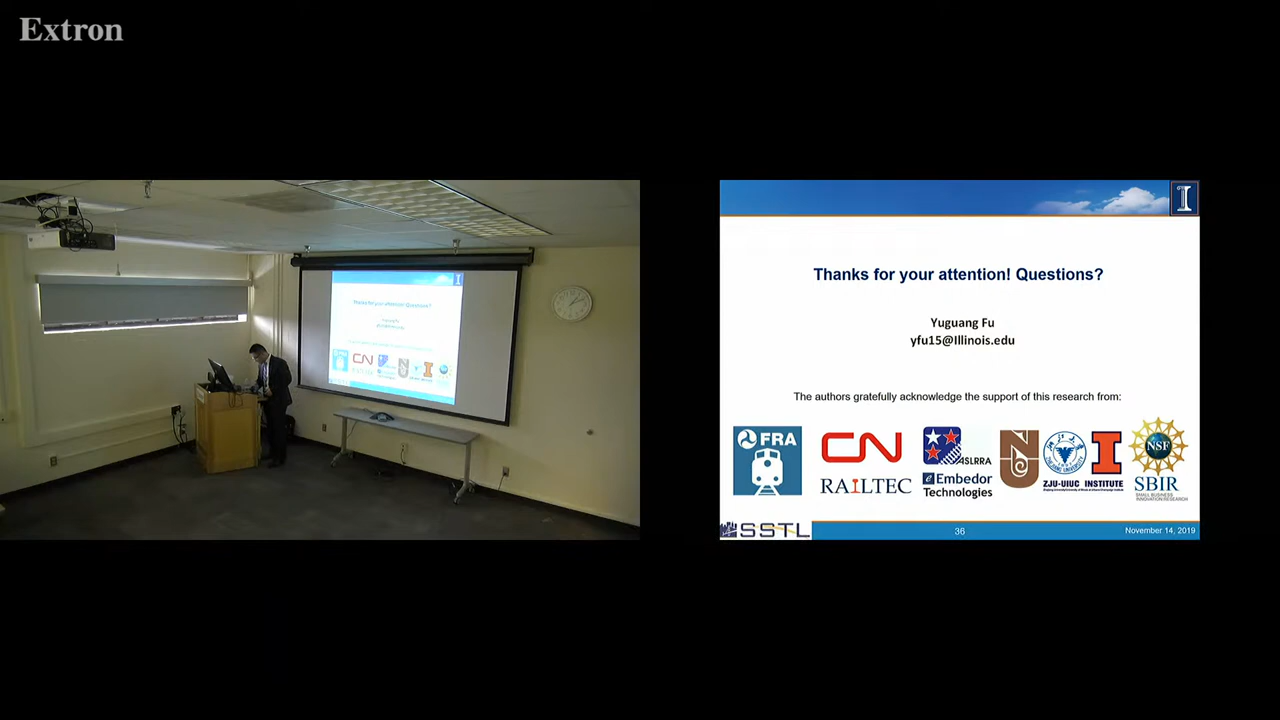 Extron
Thanks for your attention! Questions?
Yuguang Fu
yfu15@Illinois.edu
The authors gratefully acknowledge the support of this research from:
FRA
CN
RAILTEC
ASLRRA
Embedor
Technologies
ZJU-UIUC INSTITUTE
NSF
SBIR
SMALL BUSINESS
INNOVATION RESEARCH
SSTL
36
November 14, 2019